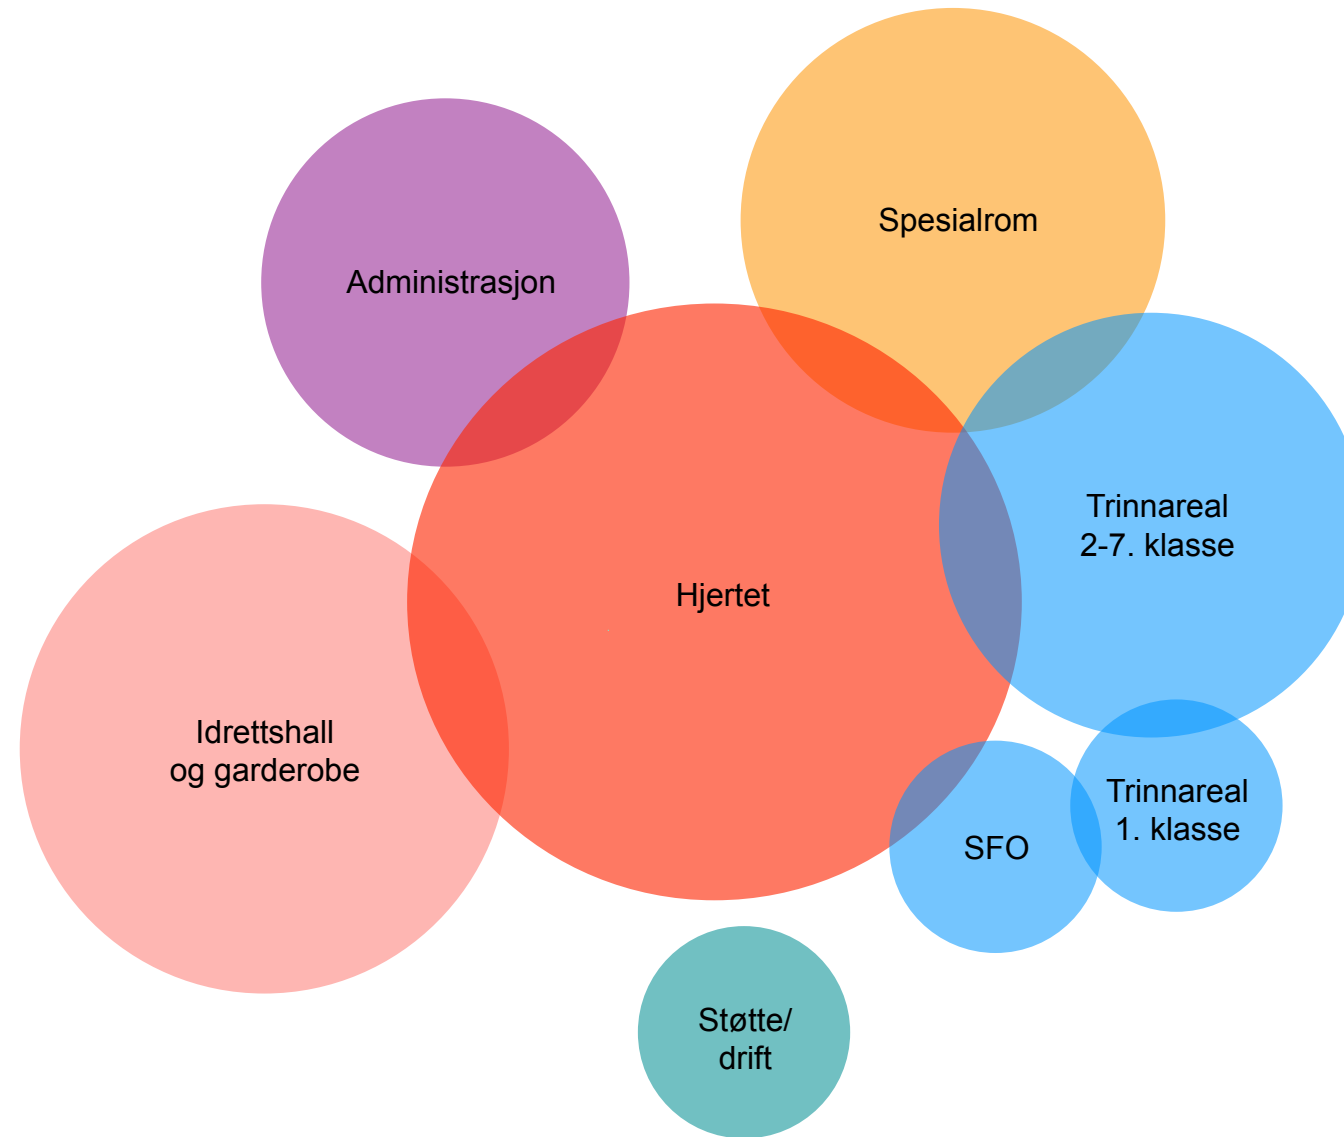 Spesialrom
Administrasjon
Trinnareal
2-7. klasse
Hjertet
Idrettshall
og garderobe
Trinnareal
1. klasse
SFO
Støtte/
drift